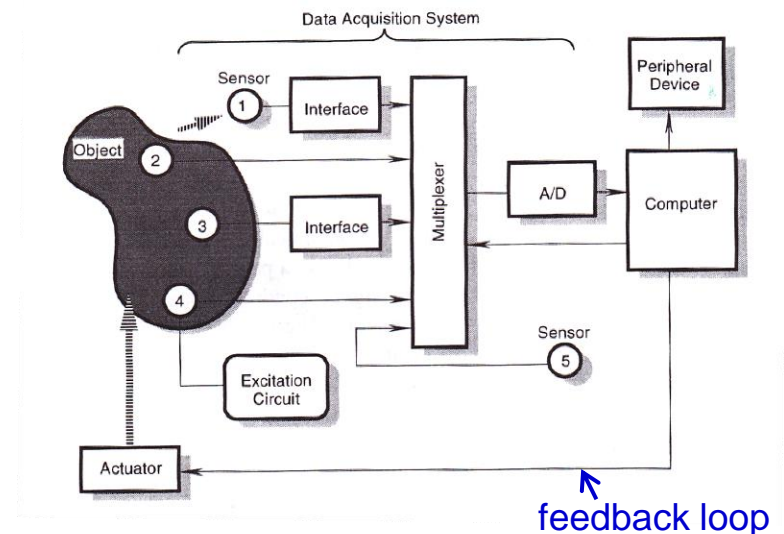 Data Acquisition System
Peripheral
Device
Sensor
1
Interface
Object
2
Multiplexer
A/D
Computer
3
Interface
4
Sensor
5
Excitation
Circuit
Actuator
feedback loop